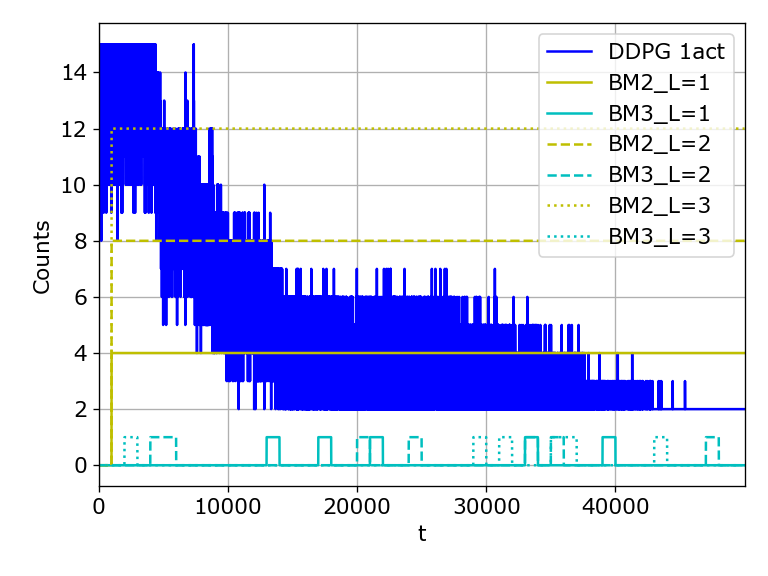 DDPG 1act
BM2_L=1
BM3_L=1
BM2_L=2
BM3_L=2
BM2_L=3
BM3_L=3
Counts
14
12
10
8
6
4
2
0
0 10000 20000 30000 40000
t